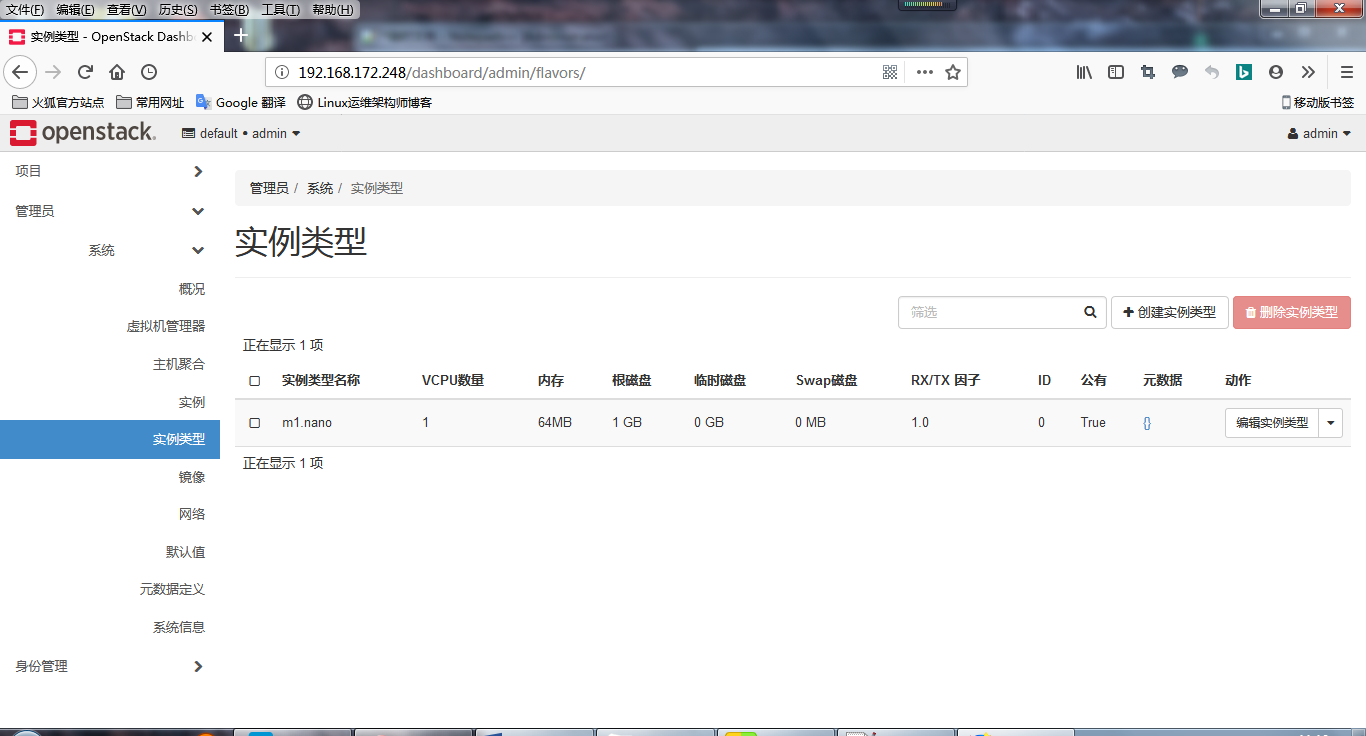 文件(F) 编辑(E) 查看(V) 历史(S) 书签(B) 工具(T) 帮助(H)
实例类型 - OpenStack Dashb
192.168.172.248/dashboard/admin/flavors/
火狐官方站点 常用网址 Google 翻译 Linux运维架构师博客 移动版书签
openstack. default • admin admin
项目
管理员
系统
概况
虚拟机管理器
主机聚合
实例
实例类型
镜像
网络
默认值
元数据定义
系统信息
身份管理
管理员 / 系统 / 实例类型
实例类型
筛选 创建实例类型 删除实例类型
正在显示 1 项
实例类型名称 VCPU数量 内存 根磁盘 临时磁盘 Swap磁盘 RX/TX 因子 ID 公有 元数据 动作
m1.nano 1 64MB 1 GB 0 GB 0 MB 1.0 0 True {} 编辑实例类型
正在显示 1 项